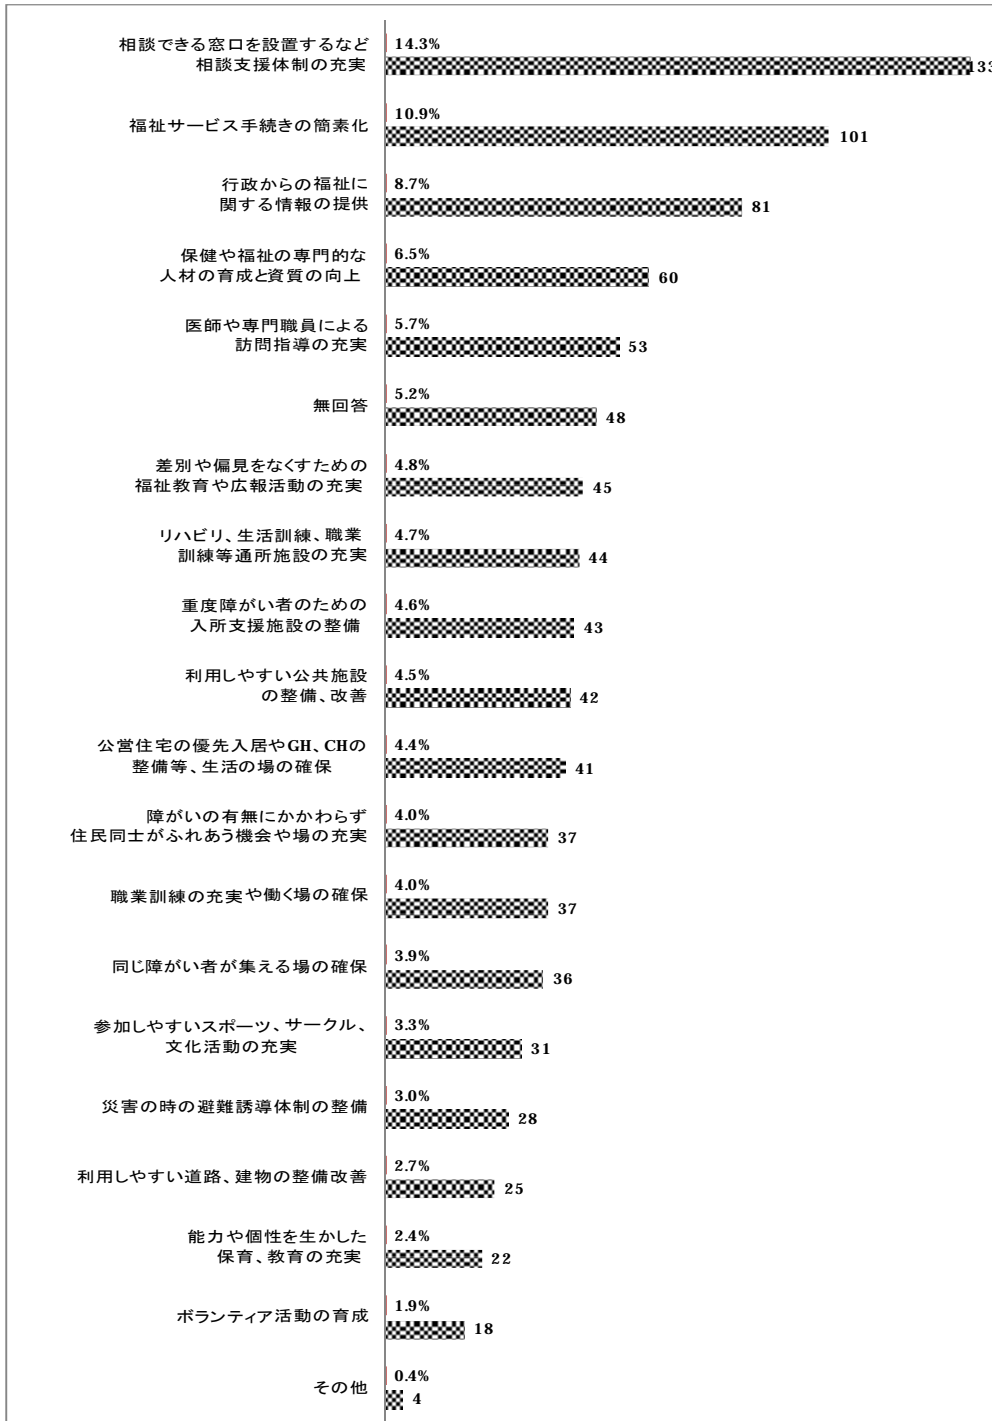 相談できる窓口を設置するなど
相談支援体制の充実
14.3%
133
福祉サービス手続きの簡素化
10.9%
101
行政からの福祉に
関する情報の提供
8.7%
81
保健や福祉の専門的な
人材の育成と資質の向上
6.5%
60
医師や専門職員による
訪問指導の充実
5.7%
53
無回答
5.2%
48
差別や偏見をなくすための
福祉教育や広報活動の充実
4.8%
45
リハビリ、生活訓練、職業
訓練等通所施設の充実
4.7%
44
重度障がい者のための
入所支援施設の整備
4.6%
43
利用しやすい公共施設
の整備、改善
4.5%
42
公営住宅の優先入居やGH、CHの
整備等、生活の場の確保
4.4%
41
障がいの有無にかかわらず
住民同士がふれあう機会や場の充実
4.0%
37
職業訓練の充実や働く場の確保
4.0%
37
同じ障がい者が集える場の確保
3.9%
36
参加しやすいスポーツ、サークル、
文化活動の充実
3.3%
31
災害の時の避難誘導体制の整備
3.0%
28
利用しやすい道路、建物の整備改善
2.7%
25
能力や個性を生かした
保育、教育の充実
2.4%
22
ボランティア活動の育成
1.9%
18
その他
0.4%
4